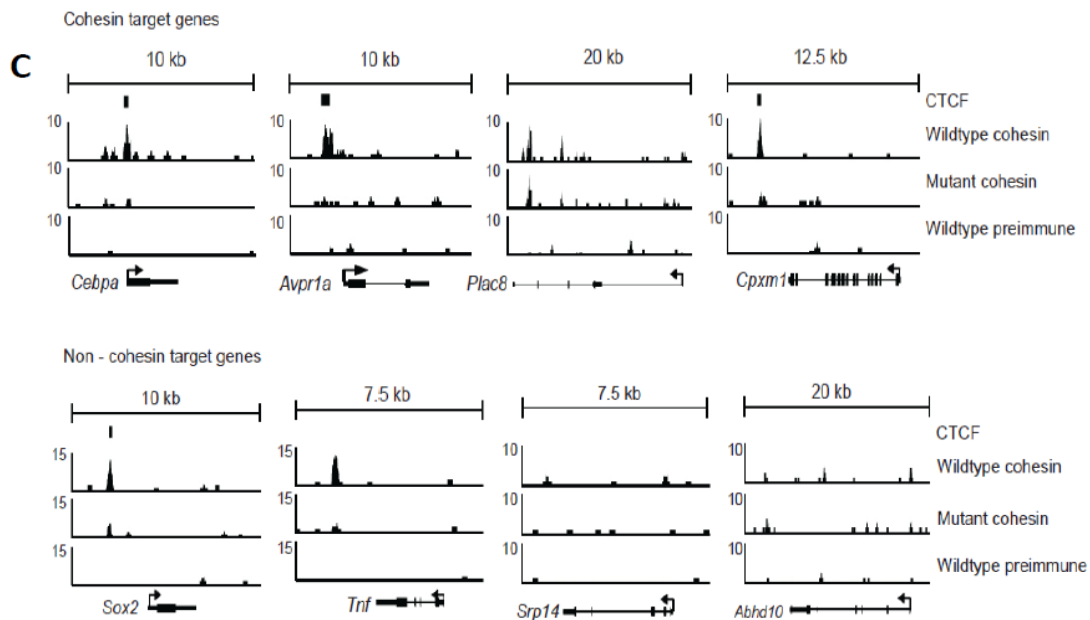 Cohesin target genes
C
10 kb 10 kb 20 kb 12.5 kb
CTCF
10 10 10 10 Wildtype cohesin
10 10 10 10 Mutant cohesin
10 10 10 10 Wildtype preimmune
Cebpa Avpr1a Plac8 Cpxm1
Non - cohesin target genes
10 kb 7.5 kb 7.5 kb 20 kb
CTCF
15 15 10 10 Wildtype cohesin
15 15 10 10 Mutant cohesin
15 15 10 10 Wildtype preimmune
Sox2 Tnf Srp14 Abhd10